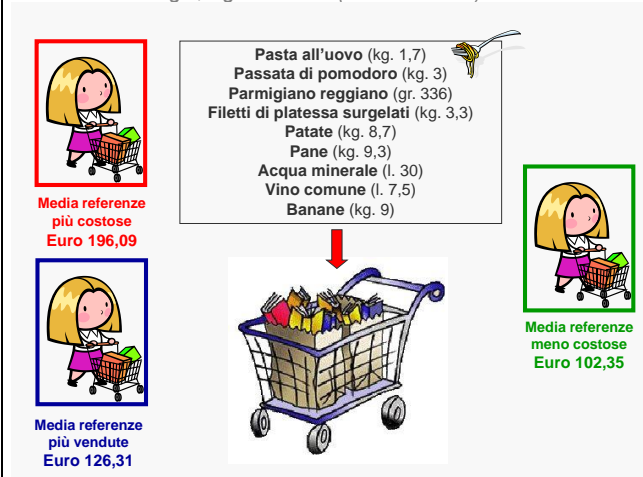 Pasta all'uovo (kg. 1,7)
Passata di pomodoro (kg. 3)
Parmigiano reggiano (gr. 336)
Filetti di platessa surgelati (kg. 3,3)
Patate (kg. 8,7)
Pane (kg. 9,3)
Acqua minerale (l. 30)
Vino comune (l. 7,5)
Banane (kg. 9)
Media referenze
più costose
Euro 196,09
Media referenze
più vendute
Euro 126,31
Media referenze
meno costose
Euro 102,35